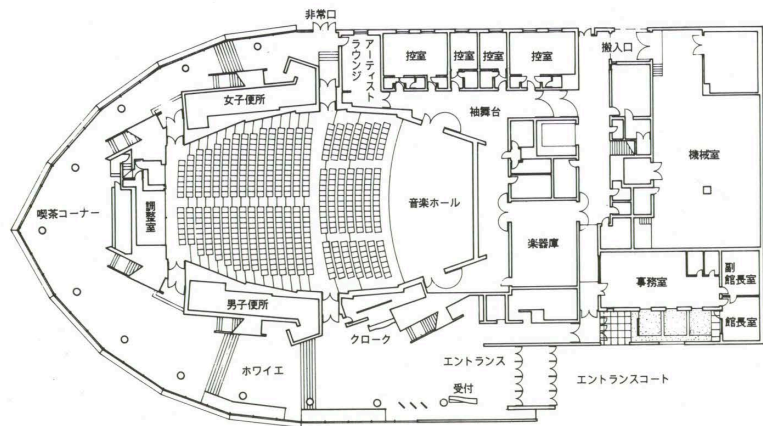 非常口
アーティスト
ラウンジ
控室
控室
控室
控室
搬入口
女子便所
袖舞台
機械室
喫茶コーナー
調整室
音楽ホール
楽器庫
事務室
副
館長室
館長室
男子便所
クローク
ホワイエ
エントランス
エントランスコート
受付